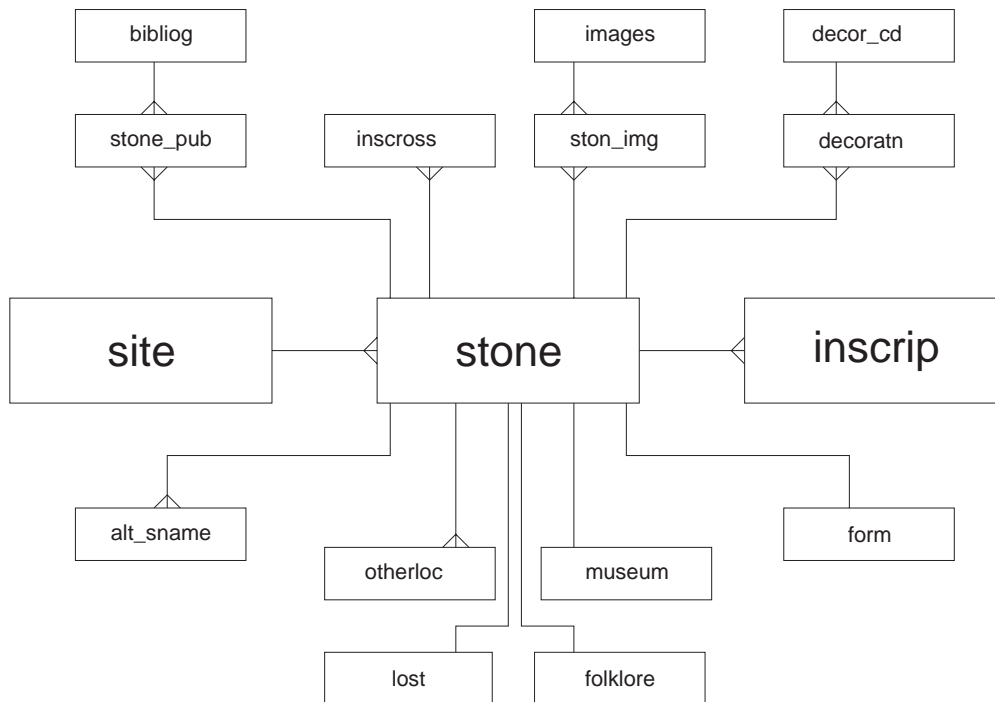 bibliog
images
decor_cd
stone_pub
inscross
ston_img
decoratn
site
stone
inscrip
alt_sname
form
otherloc
museum
lost
folklore